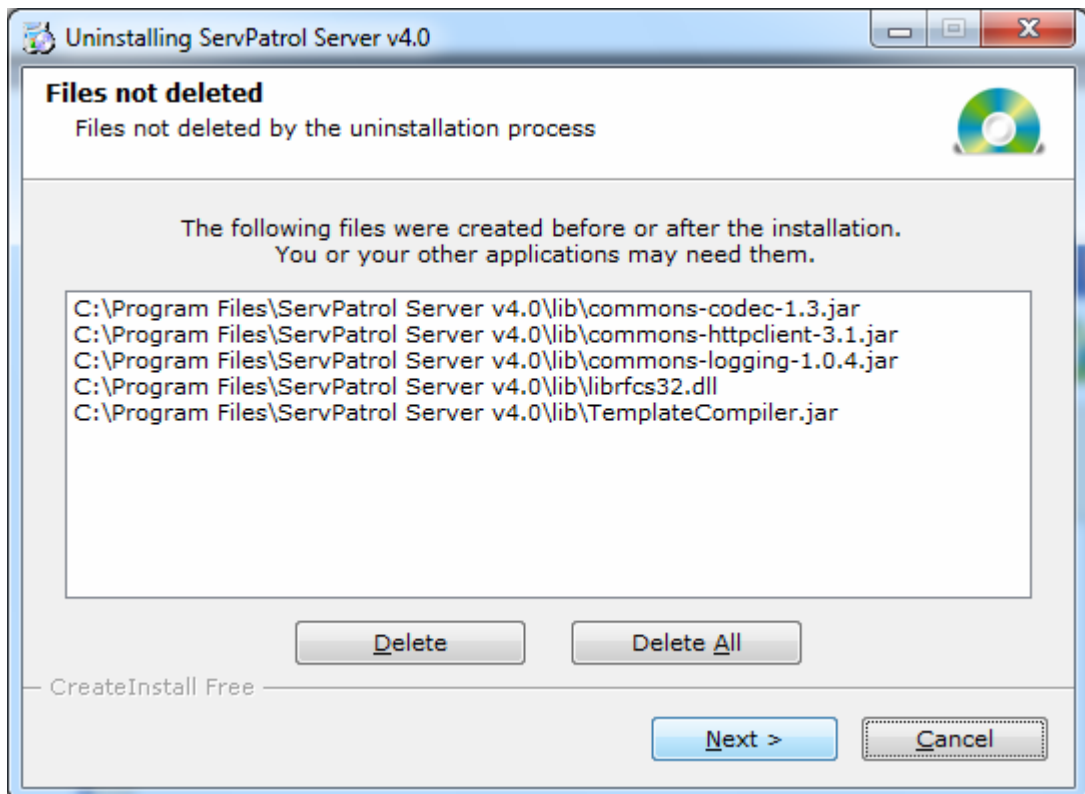 Uninstalling ServPatrol Server v4.0
Files not deleted
Files not deleted by the uninstallation process
The following files were created before or after the installation.
You or your other applications may need them.
C:\Program Files\ServPatrol Server v4.0\lib\commons-codec-1.3.jar
C:\Program Files\ServPatrol Server v4.0\lib\commons-httpclient-3.1.jar
C:\Program Files\ServPatrol Server v4.0\lib\commons-logging-1.0.4.jar
C:\Program Files\ServPatrol Server v4.0\lib\librfcs32.dll
C:\Program Files\ServPatrol Server v4.0\lib\TemplateCompiler.jar
Delete
Delete All
CreateInstall Free
Next >
Cancel